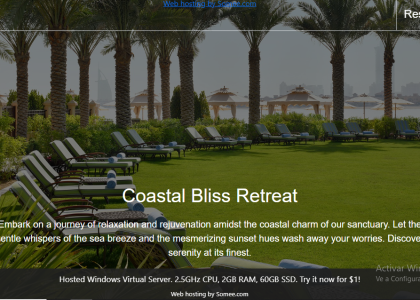 Web hosting by Somee.com
Res
Coastal Bliss Retreat
Embark on a journey of relaxation and rejuvenation amidst the coastal charm of our sanctuary. Let the
entle whispers of the sea breeze and the mesmerizing sunset hues wash away your worries. Discove
serenity at its finest.
Activar Wi
Ve a Configura
Hosted Windows Virtual Server. 2.5GHz CPU, 2GB RAM, 60GB SSD. Try it now for $1!
Web hosting by Somee.com